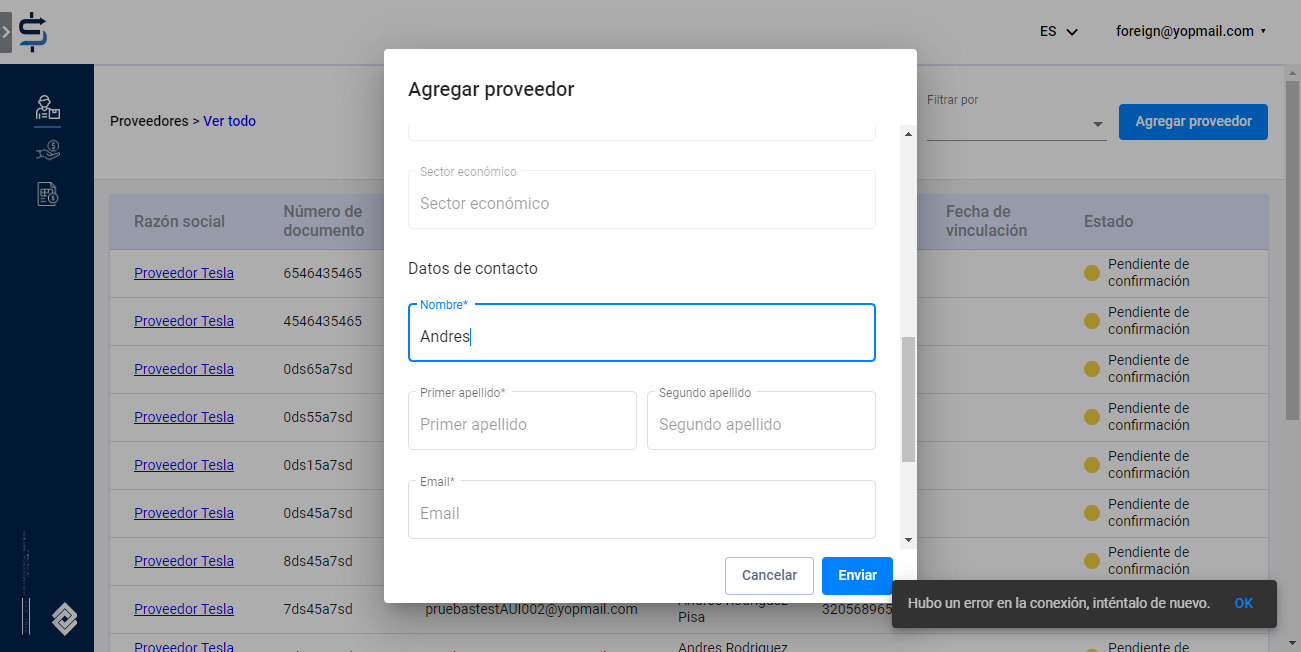 ES
foreign@yopmail.com
Agregar proveedor
Proveedores > Ver todo
Filtrar por
Agregar proveedor
Sector económico
Sector económico
Datos de contacto
Nombre*
Andres
Primer apellido*
Segundo apellido
Primer apellido
Segundo apellido
Email*
Email
Cancelar
Enviar
Razón social
Número de
documento
Fecha de
vinculación
Estado
Proveedor Tesla
6546435465
Pendiente de
confirmación
Proveedor Tesla
4546435465
Pendiente de
confirmación
Proveedor Tesla
0ds65a7sd
Pendiente de
confirmación
Proveedor Tesla
0ds55a7sd
Pendiente de
confirmación
Proveedor Tesla
0ds15a7sd
Pendiente de
confirmación
Proveedor Tesla
0ds45a7sd
Pendiente de
confirmación
Proveedor Tesla
8ds45a7sd
Pendiente de
confirmación
Proveedor Tesla
7ds45a7sd
pruebastestAUI002@yopmail.com
Andres Rodriguez
Pisa
320568965
Hubo un error en la conexión, inténtalo de nuevo.
OK
Proveedor Tesla
Andres Rodriguez
Pendiente de